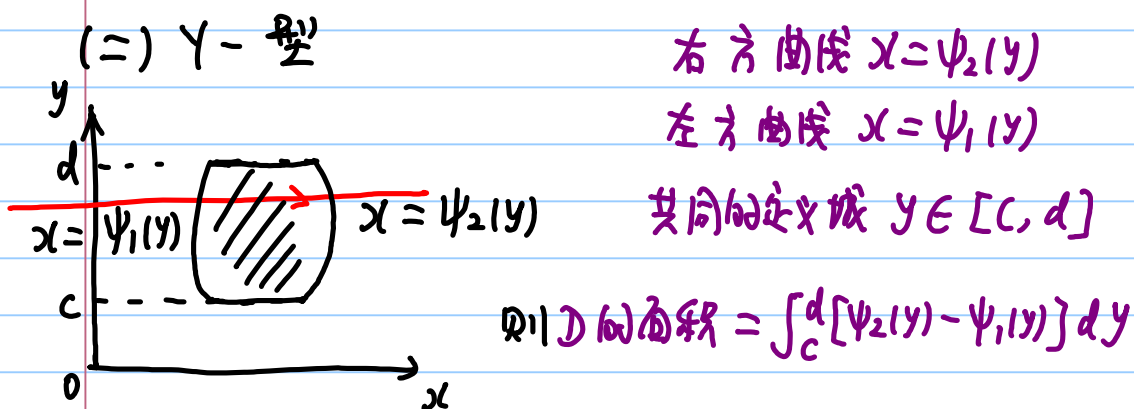 (二) Y-型
右方曲线 x=ψ₂(y)
左方曲线 x=ψ₁(y)
y
d
x=ψ₁(y)
x=ψ₂(y)
共同的定义域 y∈[c,d]
c
则D的面积=∫_c^d[ψ₂(y)-ψ₁(y)]dy
0
x